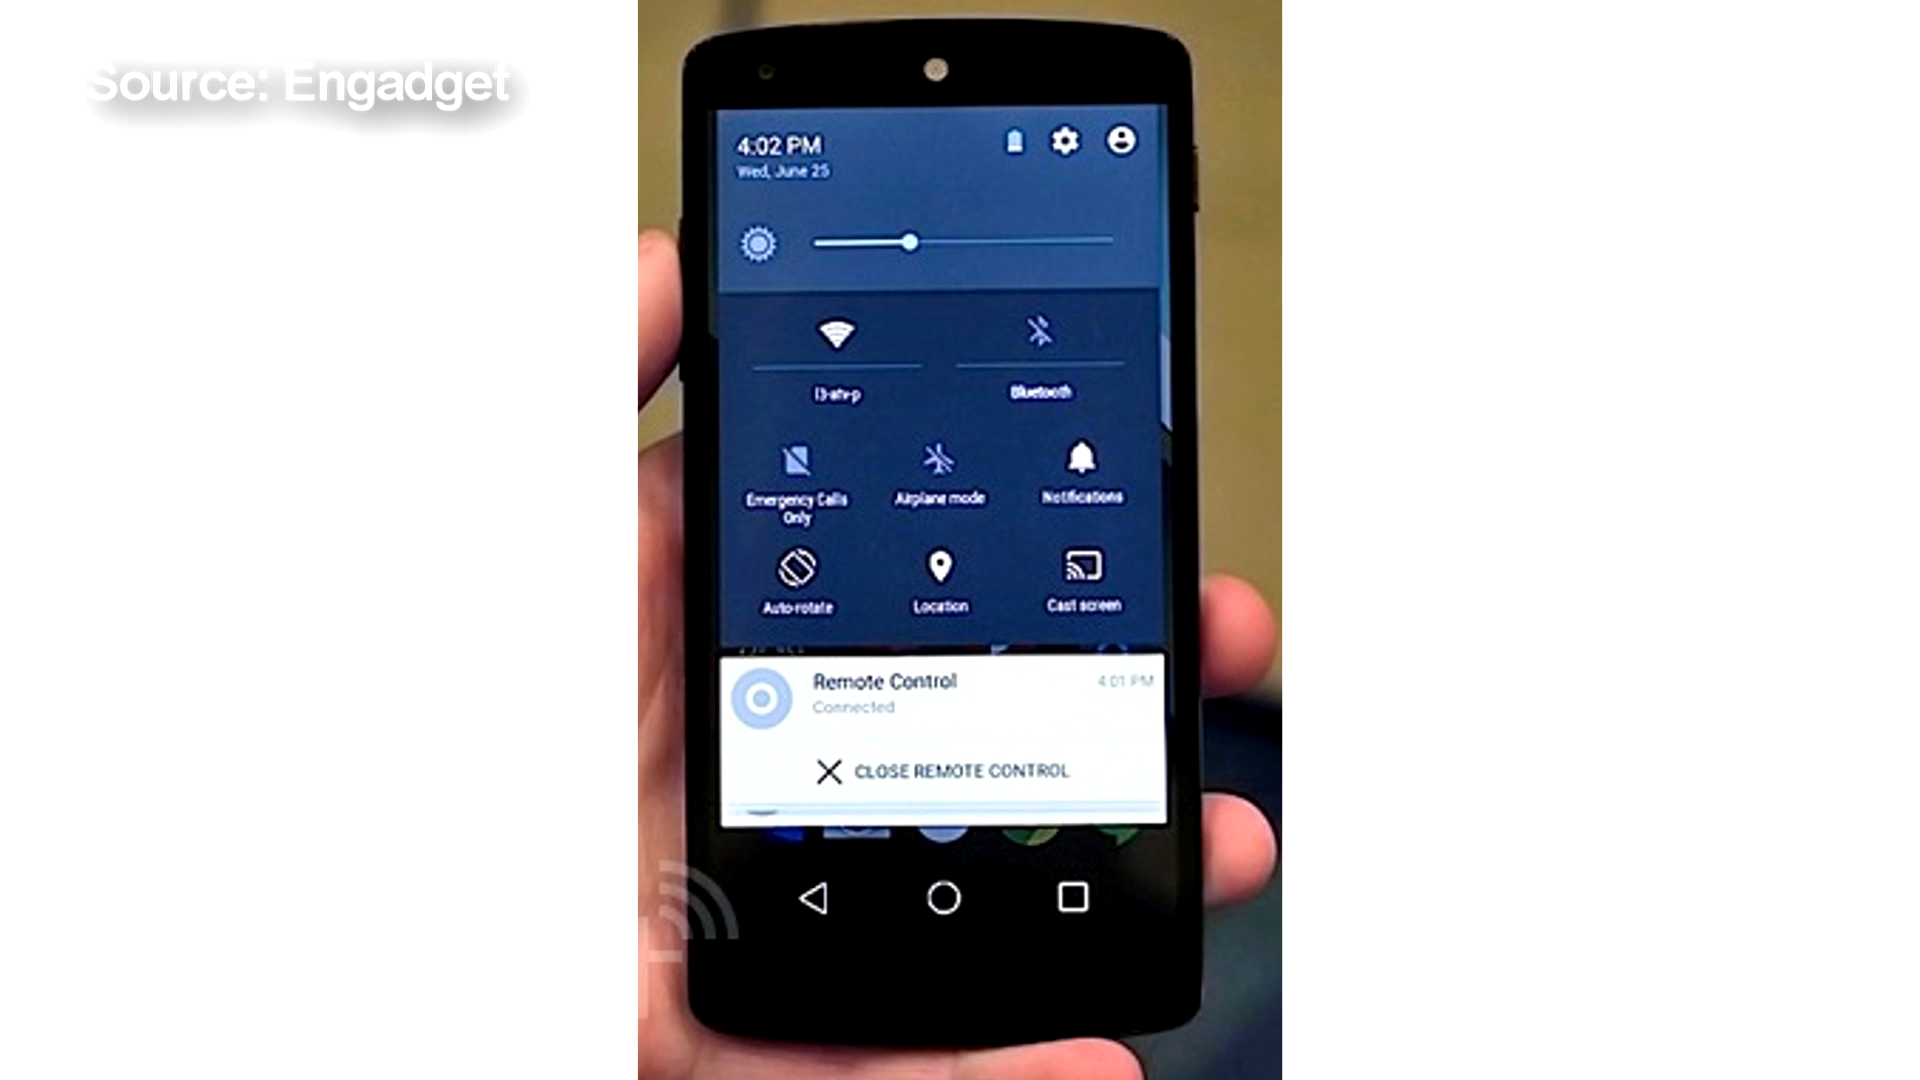 Source: Engadget
4:02 PM
Wed, June 25
Bluetooth
Emergency Calls
Only
Airplane mode
Notifications
Auto-rotate
Location
Cast screen
Remote Control
4:01 PM
Connected
CLOSE REMOTE CONTROL